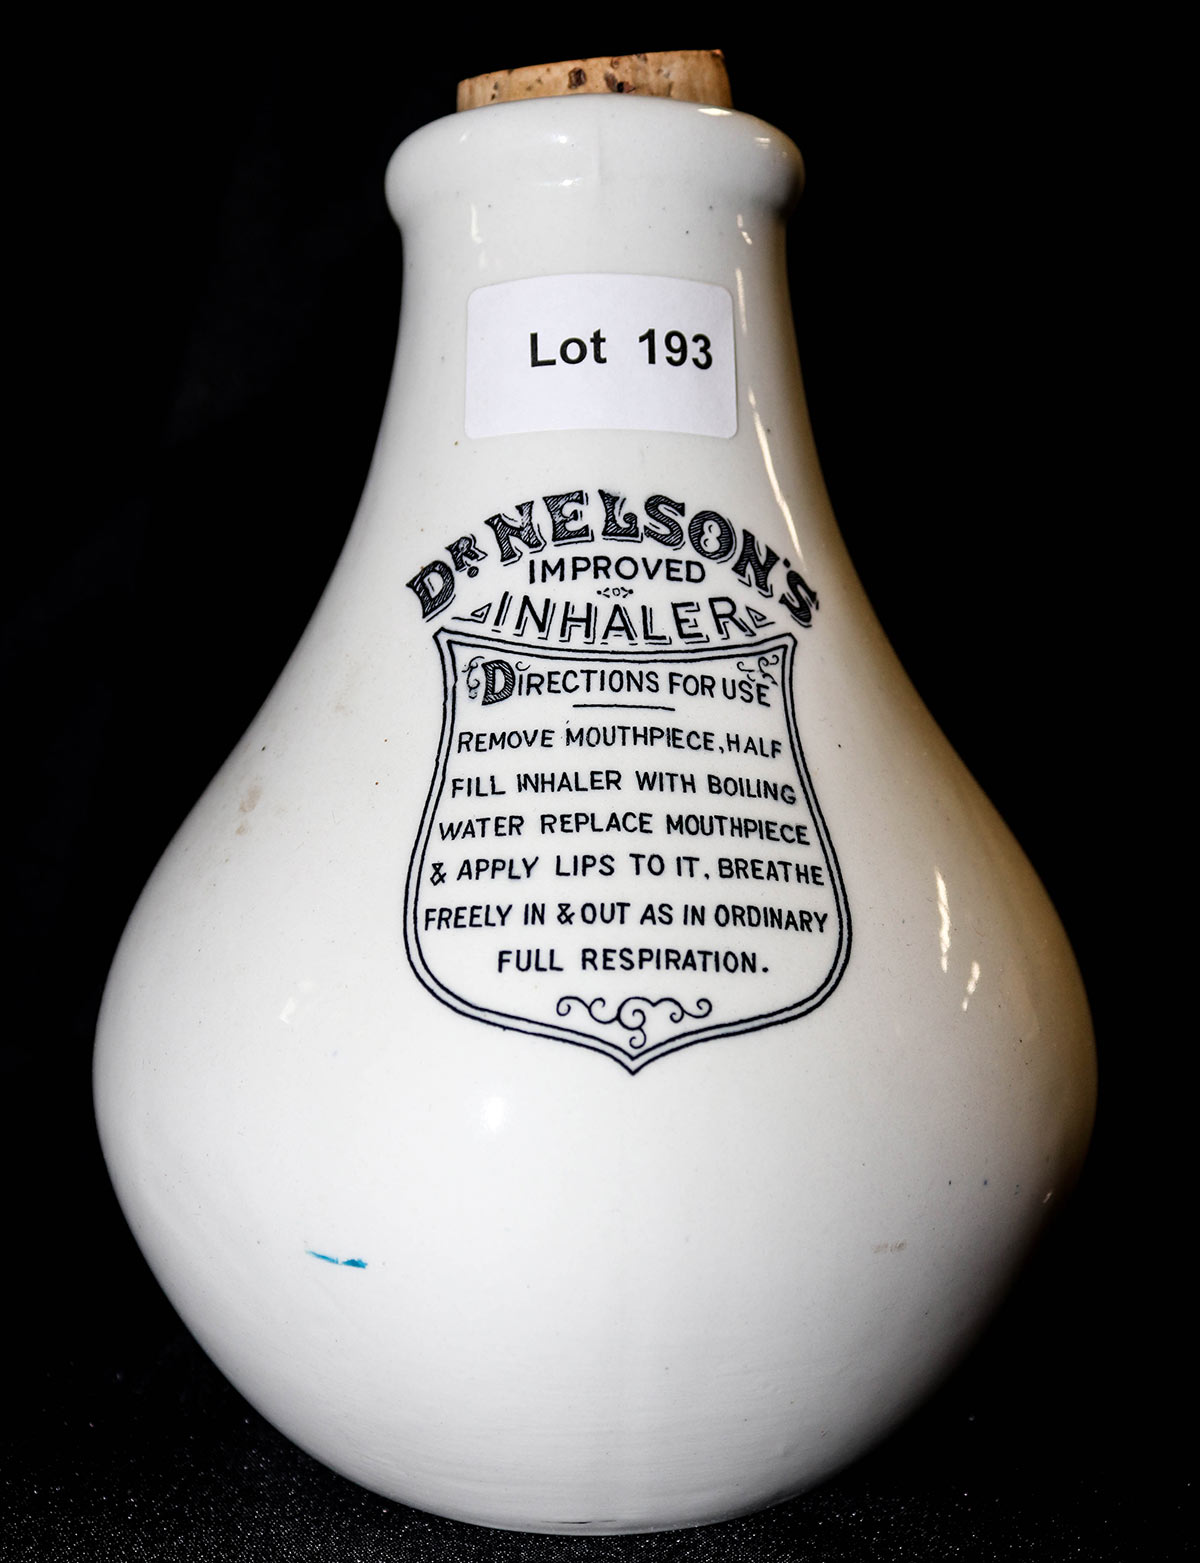 Lot 193
DR NELSON'S
IMPROVED
INHALER
DIRECTIONS FOR USE
REMOVE MOUTHPIECE, HALF
FILL INHALER WITH BOILING
WATER REPLACE MOUTHPIECE
& APPLY LIPS TO IT. BREATHE
FREELY IN & OUT AS IN ORDINARY
FULL RESPIRATION.